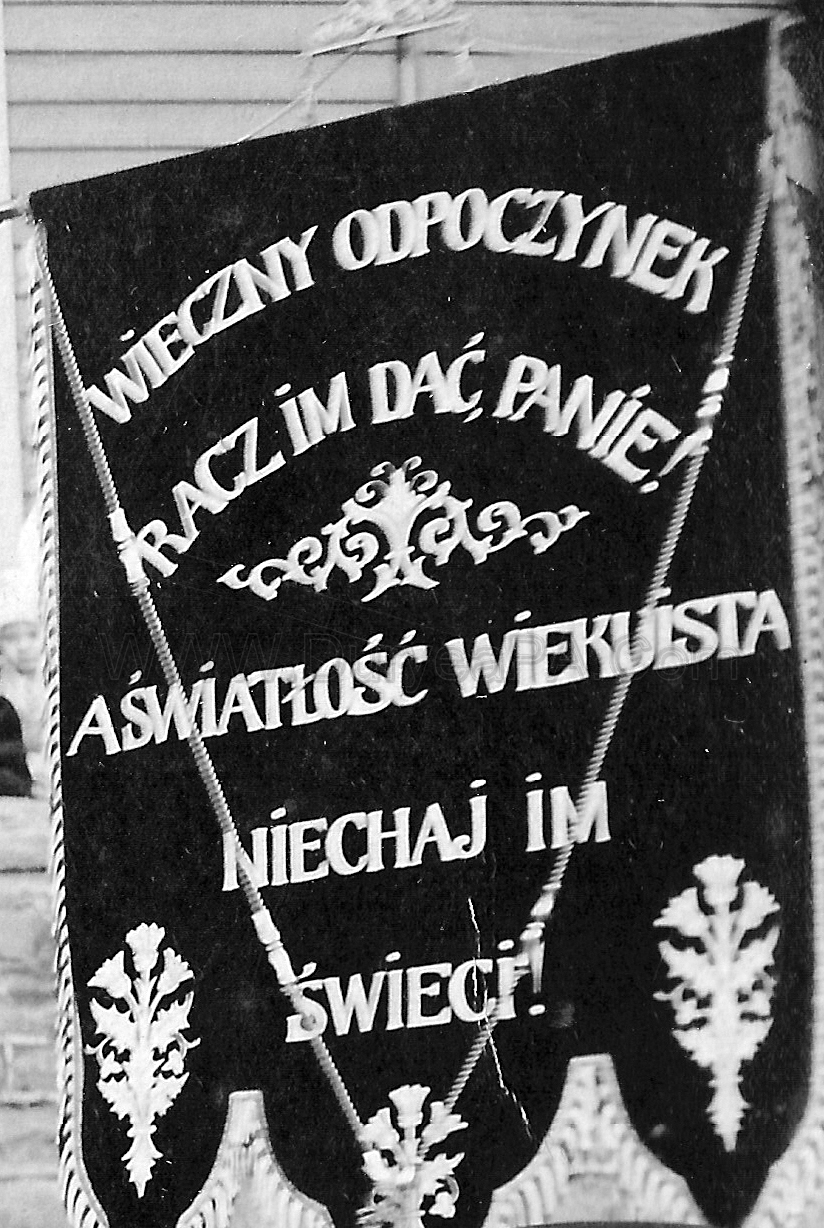 WIECZNY ODPOCZYNEK
RACZ IM DAĆ, PANIE!
A ŚWIATŁOŚĆ WIEKUISTA
NIECHAJ IM
ŚWIECI!